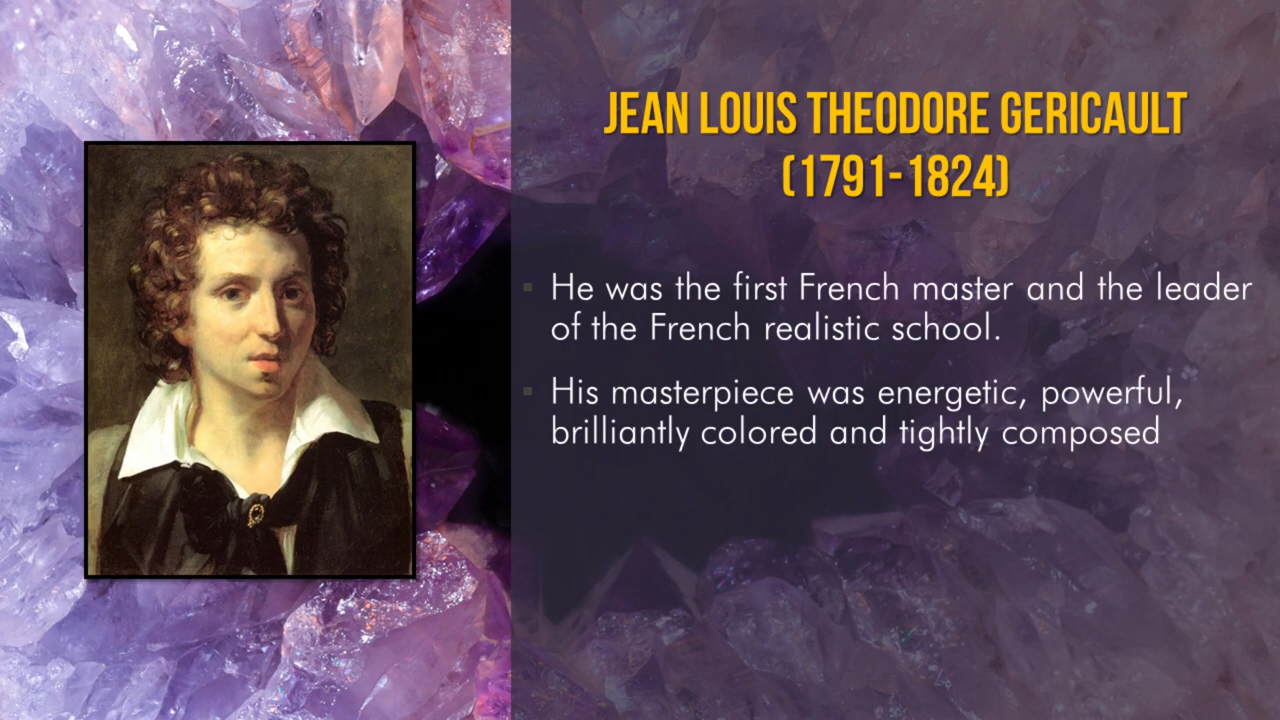 JEAN LOUIS THEODORE GERICAULT
(1791-1824)
He was the first French master and the leader
of the French realistic school.
His masterpiece was energetic, powerful,
brilliantly colored and tightly composed